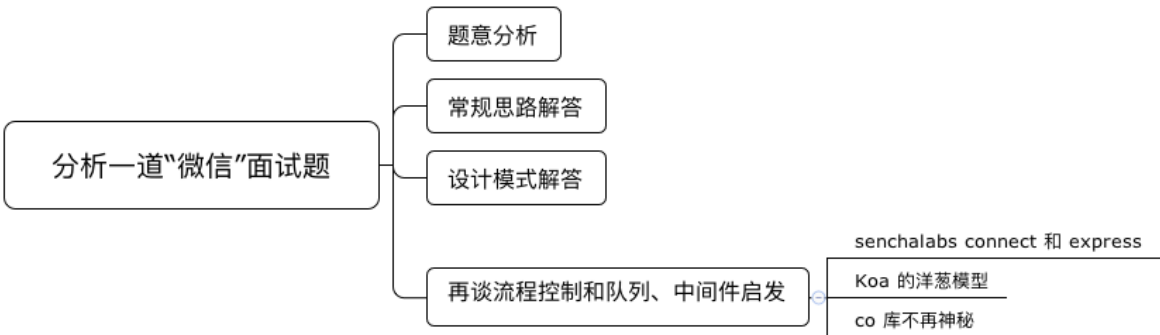 分析一道“微信”面试题
题意分析
常规思路解答
设计模式解答
再谈流程控制和队列、中间件启发
senchalabs connect 和 express
Koa 的洋葱模型
co 库不再神秘